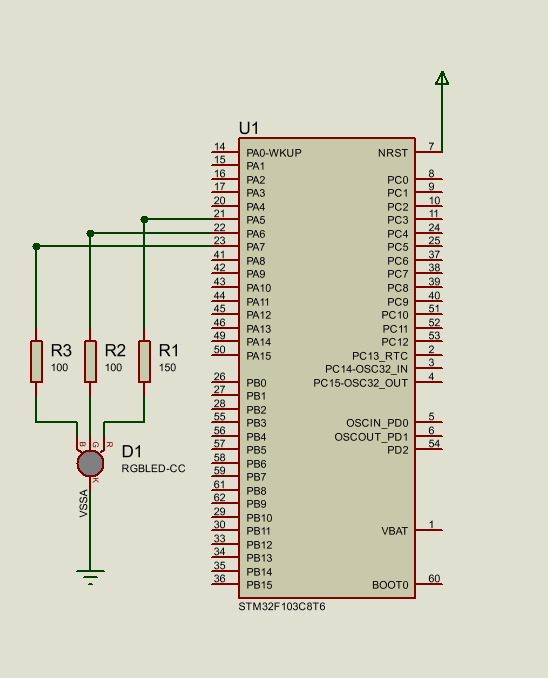 U1
14 PA0-WKUP NRST 7
15 PA1
16 PA2 PC0 8
17 PA3 PC1 9
20 PA4 PC2 10
21 PA5 PC3 11
22 PA6 PC4 24
23 PA7 PC5 25
41 PA8 PC6 37
42 PA9 PC7 38
43 PA10 PC8 39
44 PA11 PC9 40
45 PA12 PC10 51
46 PA13 PC11 52
49 PA14 PC12 53
50 PA15 PC13_RTC 2
PC14-OSC32_IN 3
26 PB0 PC15-OSC32_OUT 4
27 PB1
28 PB2
55 PB3 OSCIN_PD0 5
56 PB4 OSCOUT_PD1 6
57 PB5 PD2 54
58 PB6
59 PB7
61 PB8
62 PB9
29 PB10
30 PB11 VBAT 1
33 PB12
34 PB13
35 PB14
36 PB15 BOOT0 60
STM32F103C8T6
R3
100
R2
100
R1
150
B G R
K
D1
RGBLED-CC
VSSA